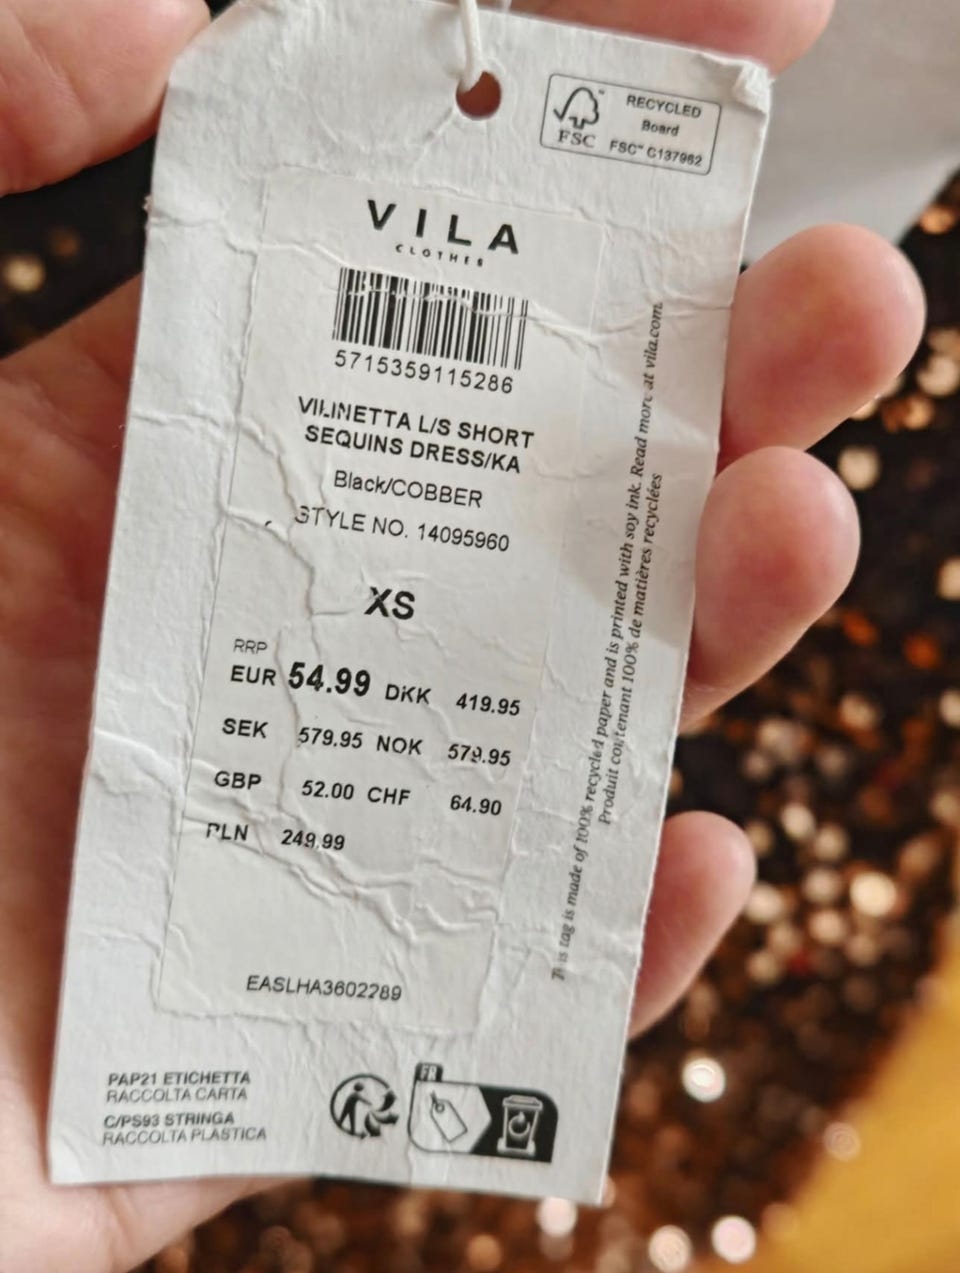 FSC™
RECYCLED
Board
FSC™ C137962
VILA
CLOTHES
5715359115286
VILINETTA L/S SHORT
SEQUINS DRESS/KA
Black/COBBER
STYLE NO. 14095960
XS
RRP
EUR 54.99 DKK 419.95
SEK 579.95 NOK 579.95
GBP 52.00 CHF 64.90
PLN 249.99
EASLHA3602289
This tag is made of 100% recycled paper and is printed with soy ink. Read more at vila.com.
Produit contenant 100% de matières recyclées
PAP21 ETICHETTA
RACCOLTA CARTA
C/PS93 STRINGA
RACCOLTA PLASTICA
FR